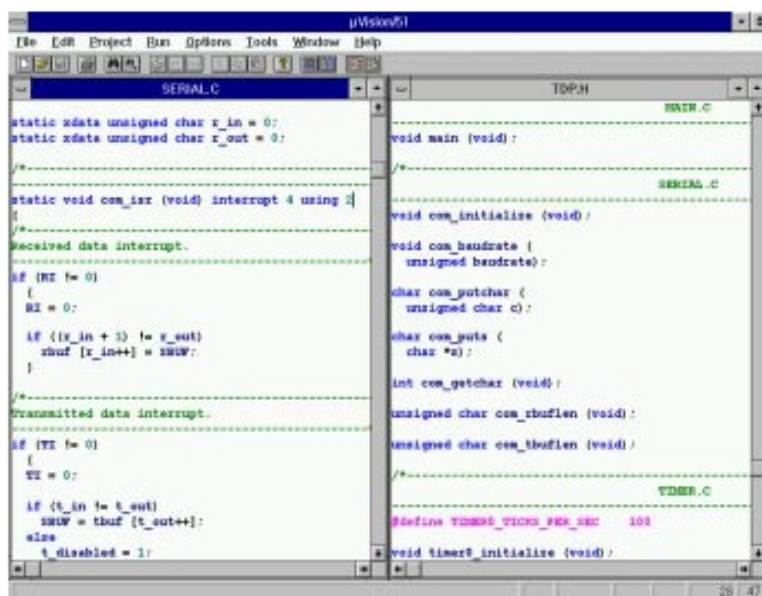 µVision/51
File Edit Project Run Options Tools Window Help
SERIAL.C
static xdata unsigned char r_in = 0;
static xdata unsigned char r_out = 0;
/*------------------------------------------------
------------------------------------------------
static void com_isr (void) interrupt 4 using 2
{
/*------------------------------------------------
Received data interrupt.
------------------------------------------------
if (RI != 0)
{
RI = 0;
if ((r_in + 1) != r_out)
rbuf [r_in++] = SBUF;
}
/*------------------------------------------------
Transmitted data interrupt.
------------------------------------------------
if (TI != 0)
{
TI = 0;
if (t_in != t_out)
SBUF = tbuf [t_out++];
else
t_disabled = 1;
TDP.H
MAIN.C
------------------------------------------------
void main (void);
/*------------------------------------------------
SERIAL.C
------------------------------------------------
void com_initialize (void);
void com_baudrate (
unsigned baudrate);
char com_putchar (
unsigned char c);
char com_puts (
char *s);
int com_getchar (void);
unsigned char com_rbuflen (void);
unsigned char com_tbuflen (void);
/*------------------------------------------------
TIMER.C
------------------------------------------------
#define TIMER0_TICKS_PER_SEC 100
void timer0_initialize (void);
28 47